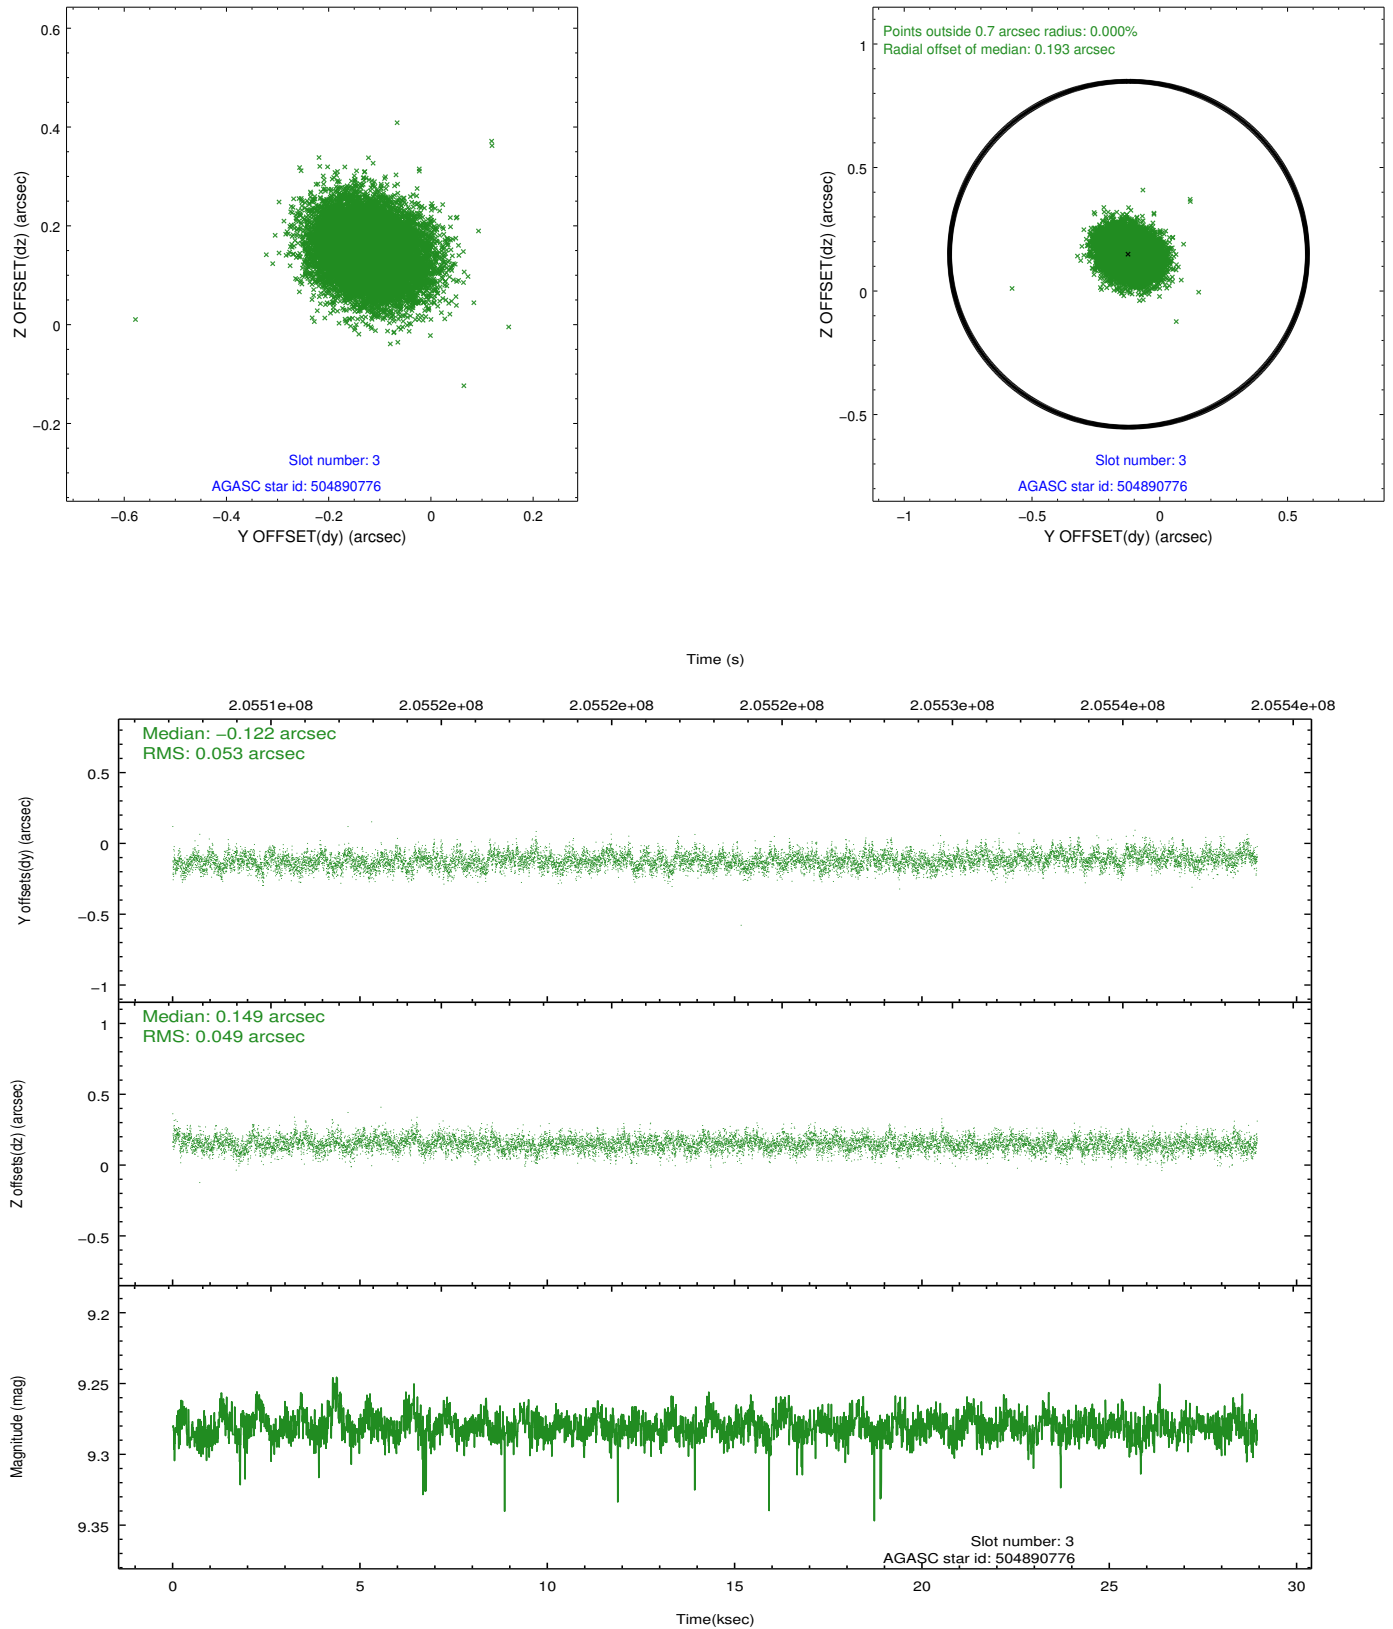 0.6
0.4
0.2
0
−0.2
−0.6
−0.4
−0.2
0
0.2
Z OFFSET(dz) (arcsec)
Y OFFSET(dy) (arcsec)
Slot number: 3
AGASC star id: 504890776
Points outside 0.7 arcsec radius: 0.000%
Radial offset of median: 0.193 arcsec
1
0.5
0
−0.5
−1
−0.5
0
0.5
Z OFFSET(dz) (arcsec)
Y OFFSET(dy) (arcsec)
Slot number: 3
AGASC star id: 504890776
Time (s)
2.0551e+08 2.0552e+08 2.0552e+08 2.0552e+08 2.0553e+08 2.0554e+08 2.0554e+08
Median: −0.122 arcsec
RMS: 0.053 arcsec
0.5
0
−0.5
−1
Y offsets(dy) (arcsec)
Median: 0.149 arcsec
RMS: 0.049 arcsec
1
0.5
0
−0.5
Z offsets(dz) (arcsec)
9.2
9.25
9.3
9.35
Magnitude (mag)
Slot number: 3
AGASC star id: 504890776
0 5 10 15 20 25 30
Time(ksec)